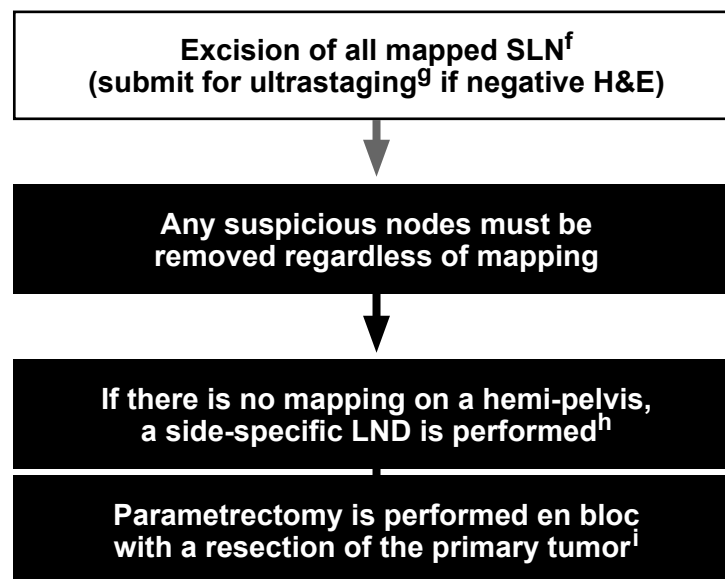 Excision of all mapped SLNf
(submit for ultrastagingg if negative H&E)
Any suspicious nodes must be
removed regardless of mapping
If there is no mapping on a hemi-pelvis,
a side-specific LND is performedh
Parametrectomy is performed en bloc
with a resection of the primary tumori